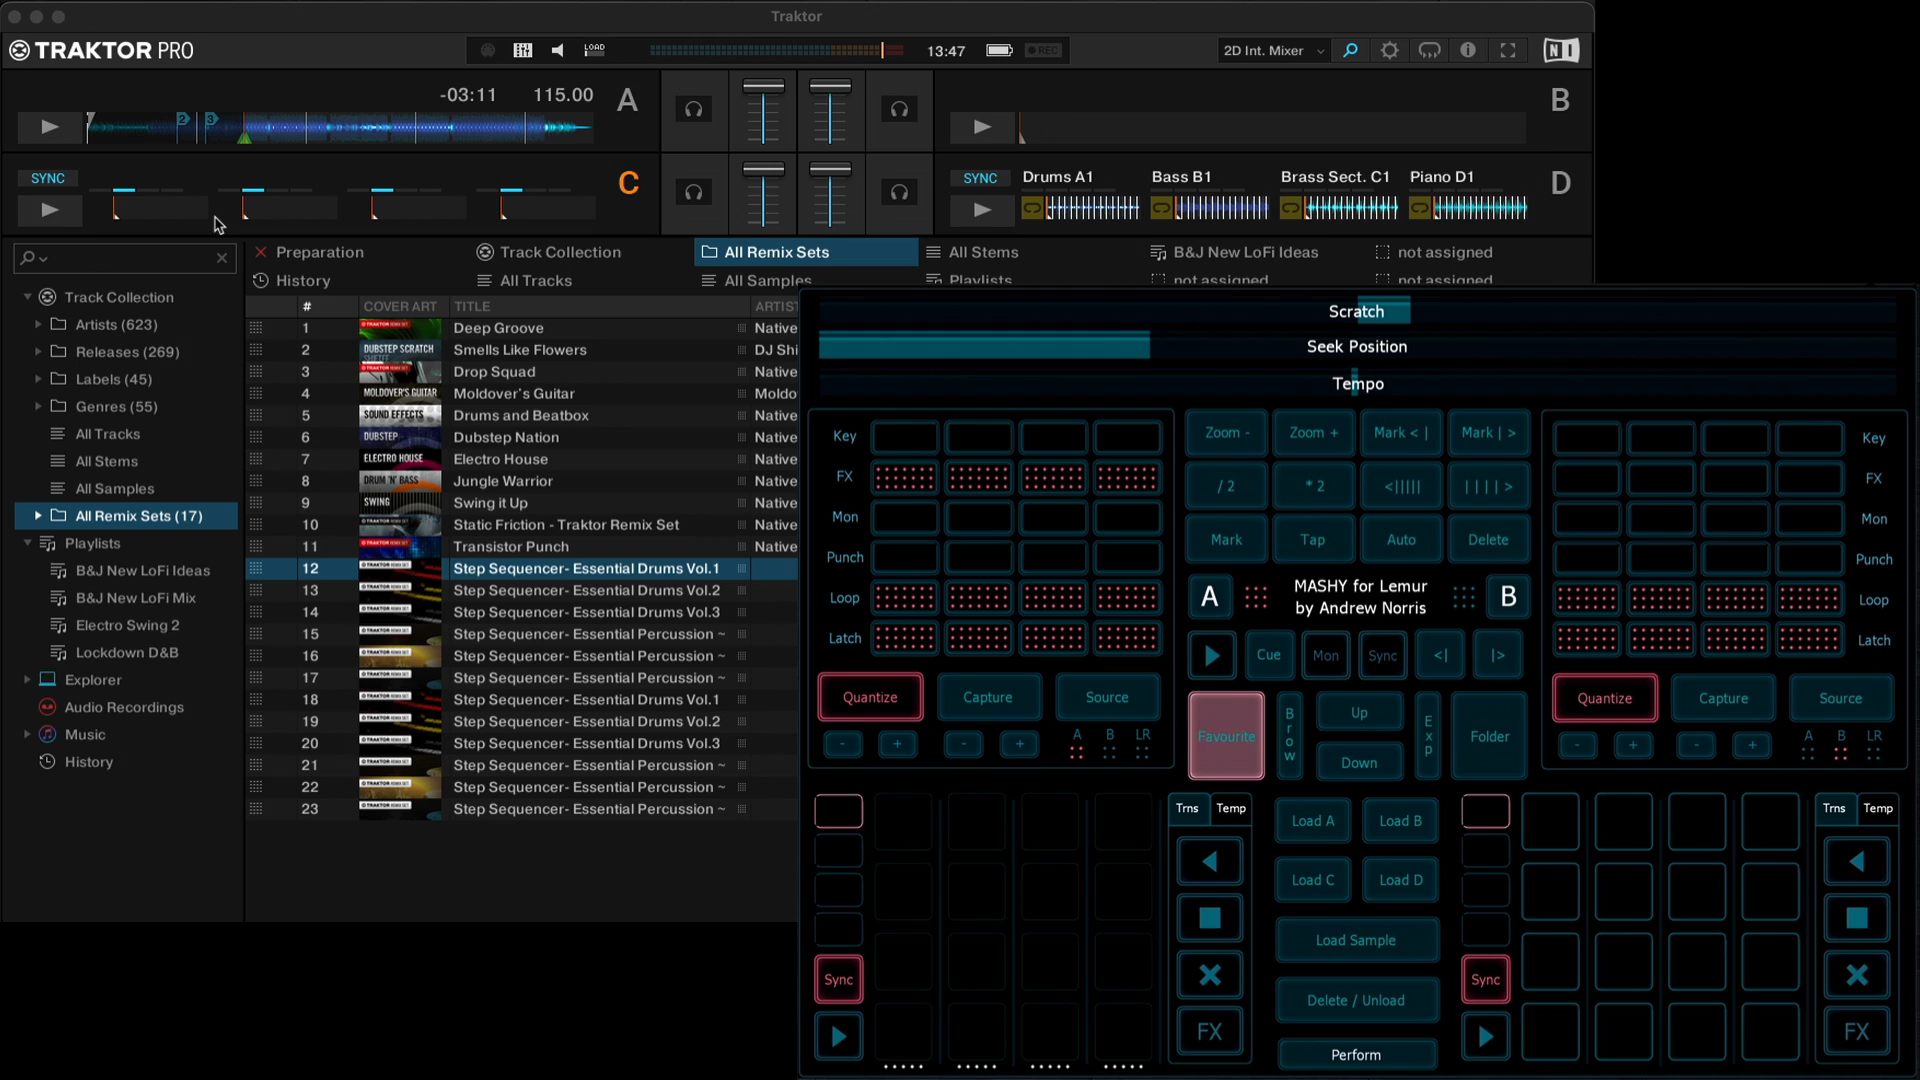 Traktor
TRAKTOR PRO
LOAD
13:47
REC
2D Int. Mixer
-03:11 115.00 A
2 3
B
SYNC
C
SYNC Drums A1 Bass B1 Brass Sect. C1 Piano D1
D
Preparation
Track Collection
All Remix Sets
All Stems
B&J New LoFi Ideas
not assigned
History
All Tracks
All Samples
Playlists
not assigned
not assigned
Track Collection
Artists (623)
Releases (269)
Labels (45)
Genres (55)
All Tracks
All Stems
All Samples
All Remix Sets (17)
Playlists
B&J New LoFi Ideas
B&J New LoFi Mix
Electro Swing 2
Lockdown D&B
Explorer
Audio Recordings
Music
History
# COVER ART TITLE ARTIST
1 Deep Groove Native
2 DUBSTEP SCRATCH Smells Like Flowers DJ Shi
3 Drop Squad Native
4 MOLDOVER'S GUITAR Moldover's Guitar Moldo
5 SOUND EFFECTS Drums and Beatbox Native
6 DUBSTEP Dubstep Nation Native
7 ELECTRO HOUSE Electro House Native
8 DRUM 'N' BASS Jungle Warrior Native
9 SWING Swing it Up Native
10 Static Friction - Traktor Remix Set
11 Transistor Punch Native
12 Step Sequencer- Essential Drums Vol.1
13 Step Sequencer- Essential Drums Vol.2
14 Step Sequencer- Essential Drums Vol.3
15 Step Sequencer- Essential Percussion ~
16 Step Sequencer- Essential Percussion ~
17 Step Sequencer- Essential Percussion ~
18 Step Sequencer- Essential Drums Vol.1
19 Step Sequencer- Essential Drums Vol.2
20 Step Sequencer- Essential Drums Vol.3
21 Step Sequencer- Essential Percussion ~
22 Step Sequencer- Essential Percussion ~
23 Step Sequencer- Essential Percussion ~
Scratch
Seek Position
Tempo
Key
FX
Mon
Punch
Loop
Latch
Quantize Capture Source
- + - + A B LR
Zoom - Zoom + Mark < | Mark | >
/ 2 * 2 <||||| | | | | >
Mark Tap Auto Delete
A MASHY for Lemur B
by Andrew Norris
Cue Mon Sync <| |>
Favourite
Brow
Up
Down
Exp
Folder
Key
FX
Mon
Punch
Loop
Latch
Quantize Capture Source
- + - + A B LR
Trns Temp
Sync
FX
Load A Load B
Load C Load D
Load Sample
Delete / Unload
Perform
Trns Temp
Sync
FX